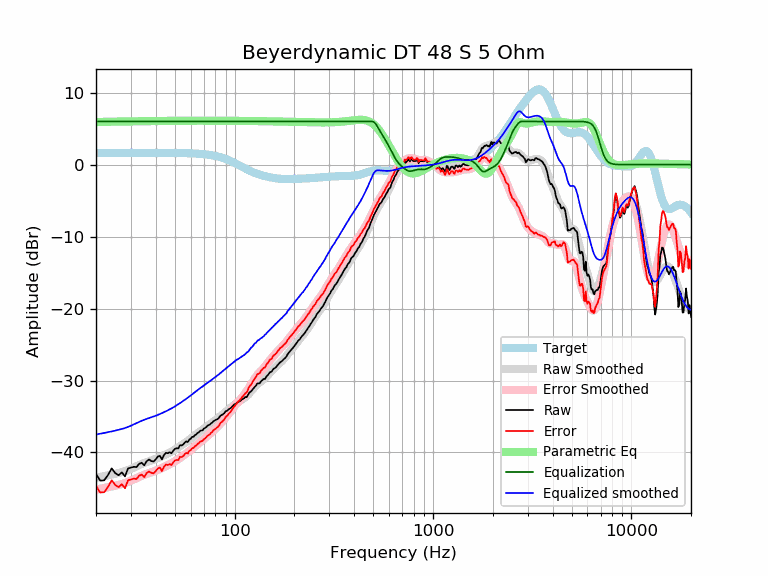 Beyerdynamic DT 48 S 5 Ohm
10
0
−10
−20
−30
−40
Amplitude (dBr)
Target
Raw Smoothed
Error Smoothed
Raw
Error
Parametric Eq
Equalization
Equalized smoothed
100
1000
10000
Frequency (Hz)